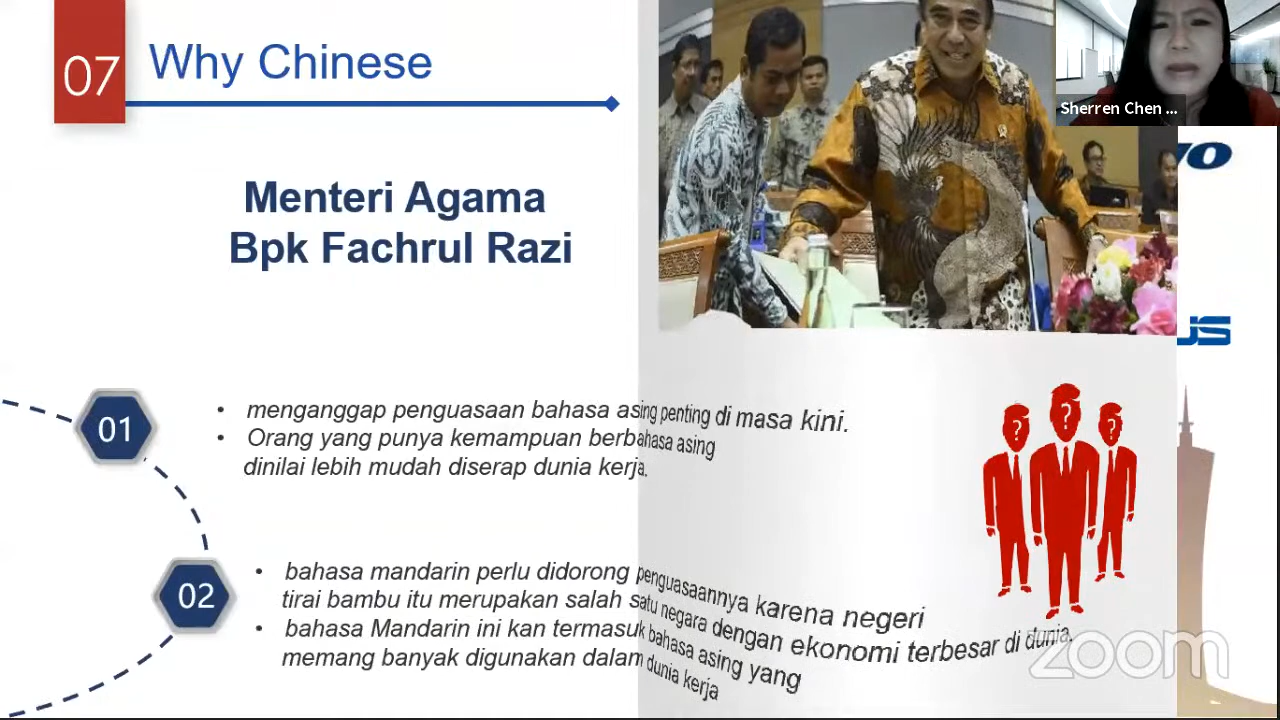 07
Why Chinese
Sherren Chen ...
Menteri Agama
Bpk Fachrul Razi
01
• menganggap penguasaan bahasa asing penting di masa kini.
• Orang yang punya kemampuan berbahasa asing
dinilai lebih mudah diserap dunia kerja.
02
• bahasa mandarin perlu didorong penguasaannya karena negeri
tirai bambu itu merupakan salah satu negara dengan ekonomi terbesar di dunia.
• bahasa Mandarin ini kan termasuk bahasa asing yang
memang banyak digunakan dalam dunia kerja
? ? ?
zoom